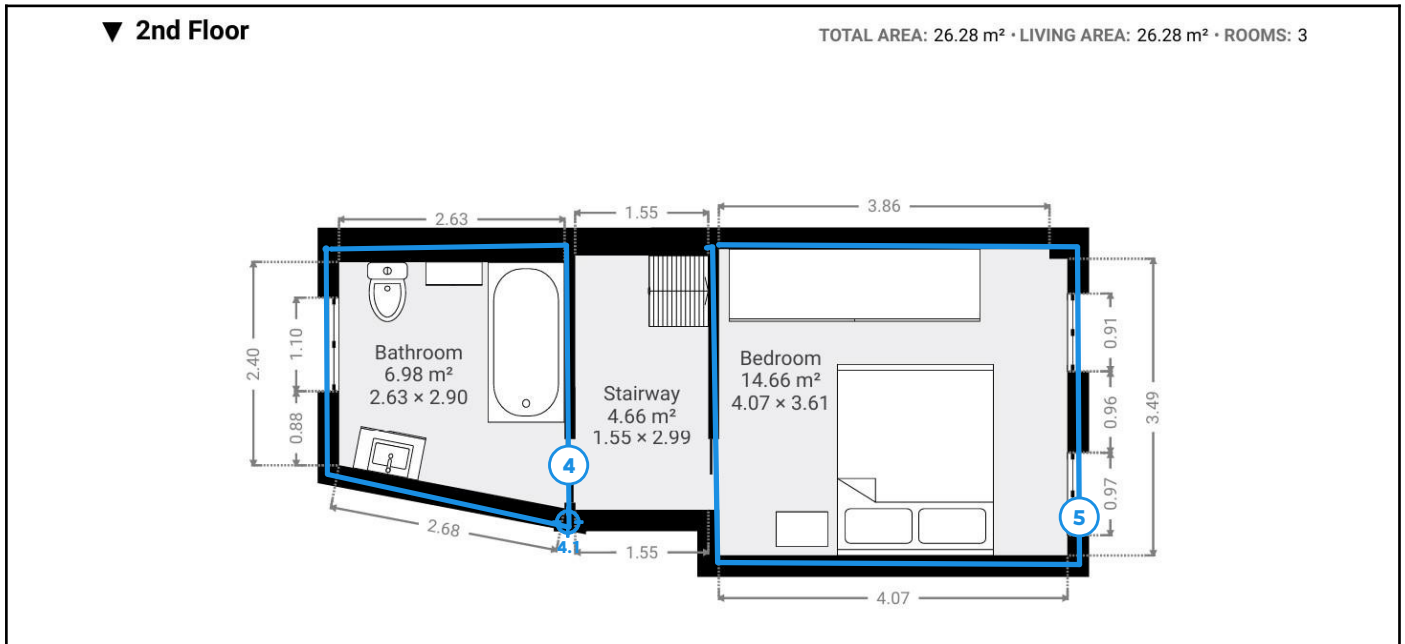 ▼ 2nd Floor
TOTAL AREA: 26.28 m² • LIVING AREA: 26.28 m² • ROOMS: 3
2.63
1.55
3.86
2.40
1.10
0.88
Bathroom
6.98 m²
2.63 × 2.90
Stairway
4.66 m²
1.55 × 2.99
Bedroom
14.66 m²
4.07 × 3.61
0.91
0.96
0.97
3.49
4
5
4.1
2.68
1.55
4.07